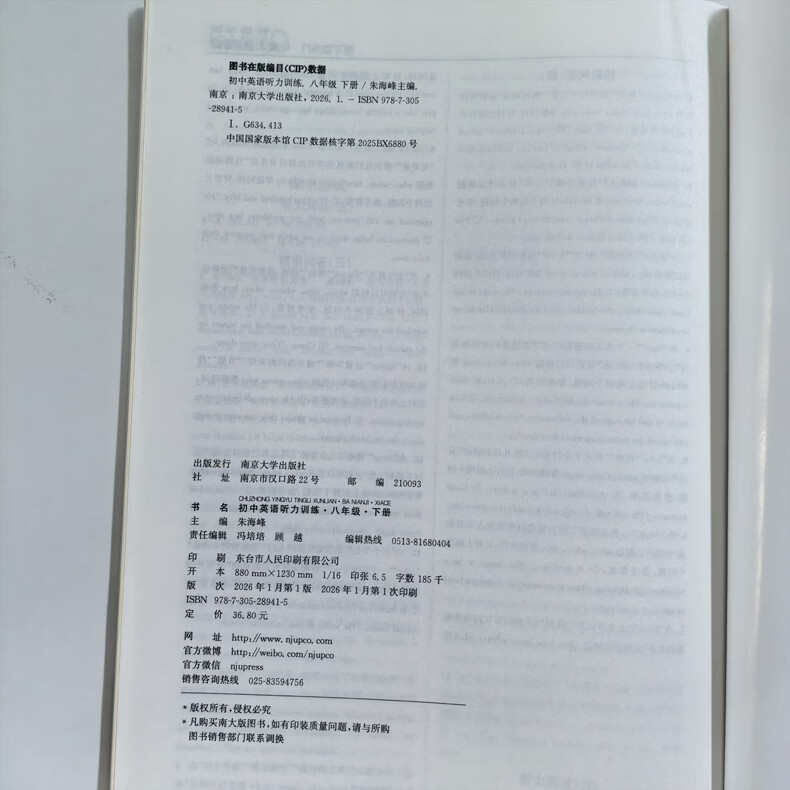 图书在版编目(CIP)数据
初中英语听力训练. 八年级 下册 / 朱海峰主编.
南京 : 南京大学出版社, 2026. 1. — ISBN 978-7-305
-28941-5
Ⅰ. G634.413
中国国家版本馆 CIP 数据核字第 2025BX6880 号
出版发行 南京大学出版社
社 址 南京市汉口路 22 号 邮 编 210093
CHUZHONG YINGYU TINGLI XUNLIAN · BA NIANJI · XIACE
书 名 初中英语听力训练·八年级·下册
主 编 朱海峰
责任编辑 冯培培 顾 越 编辑热线 0513-81680404
印 刷 东台市人民印刷有限公司
开 本 880 mm×1230 mm 1/16 印张 6.5 字数 185 千
版 次 2026 年 1 月第 1 版 2026 年 1 月第 1 次印刷
ISBN 978-7-305-28941-5
定 价 36.80 元
网 址 http://www.njupco.com
官方微博 http://weibo.com/njupco
官方微信 njupress
销售咨询热线 025-83594756
* 版权所有,侵权必究
* 凡购买南大版图书,如有印装质量问题,请与所购
图书销售部门联系调换